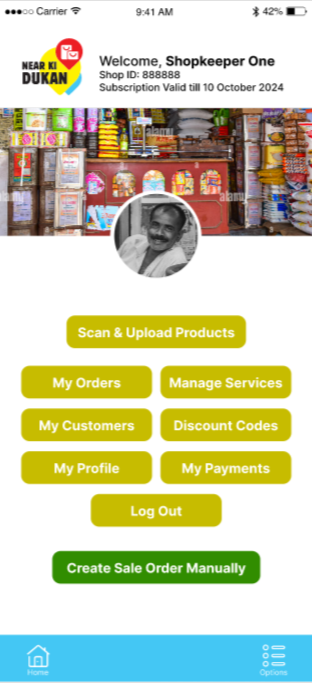 Carrier 9:41 AM 42%
NEAR KI
DUKAN
Welcome, Shopkeeper One
Shop ID: 888888
Subscription Valid till 10 October 2024
alamy
Scan & Upload Products
My Orders Manage Services
My Customers Discount Codes
My Profile My Payments
Log Out
Create Sale Order Manually
Home Options